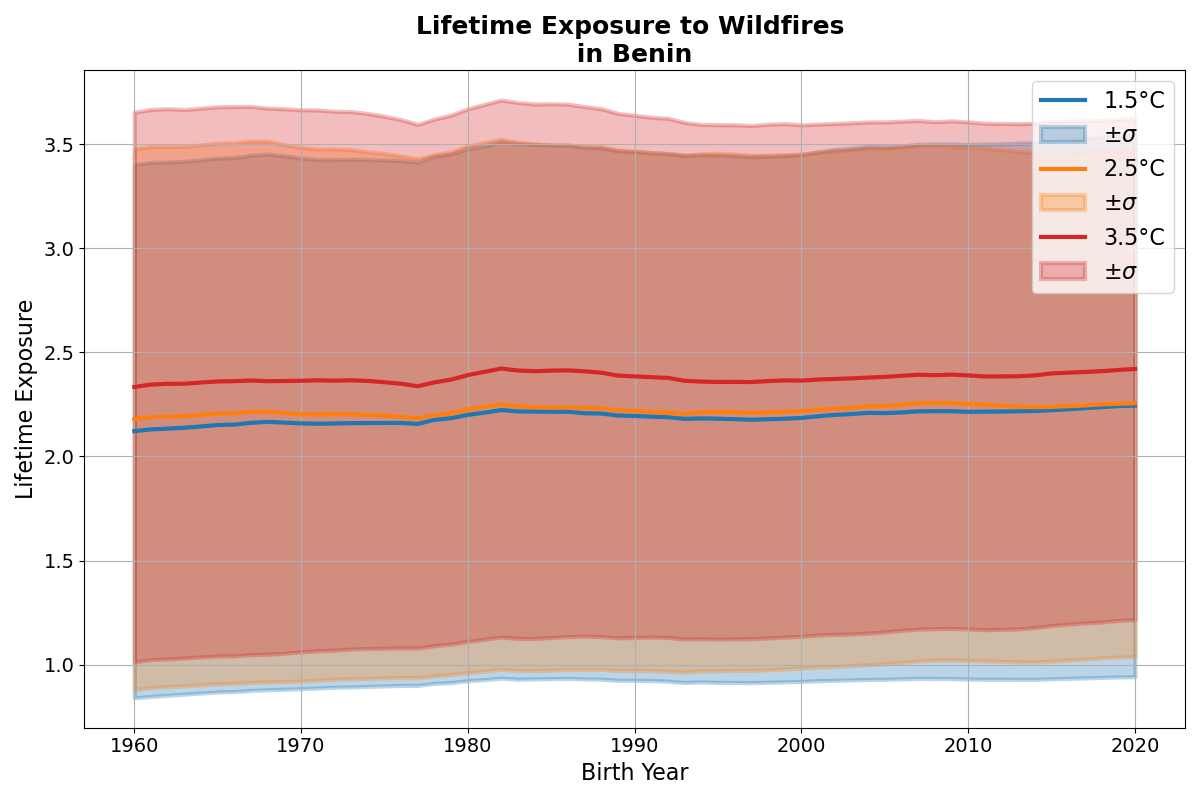 Lifetime Exposure to Wildfires
in Benin
Lifetime Exposure
3.5
3.0
2.5
2.0
1.5
1.0
1960
1970
1980
1990
2000
2010
2020
Birth Year
1.5°C
±σ
2.5°C
±σ
3.5°C
±σ